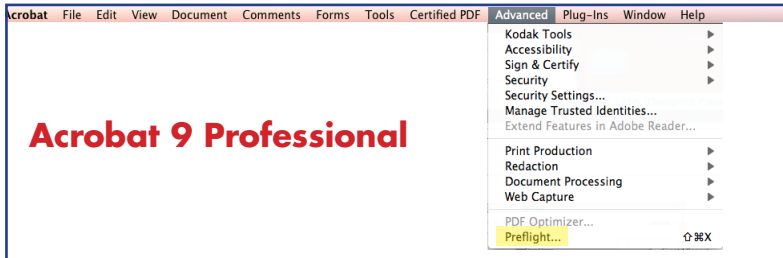 Acrobat File Edit View Document Comments Forms Tools Certified PDF Advanced Plug-Ins Window Help
Kodak Tools
Accessibility
Sign & Certify
Security
Security Settings...
Manage Trusted Identities...
Extend Features in Adobe Reader...
Acrobat 9 Professional
Print Production
Redaction
Document Processing
Web Capture
PDF Optimizer...
Preflight... ⇧⌘X